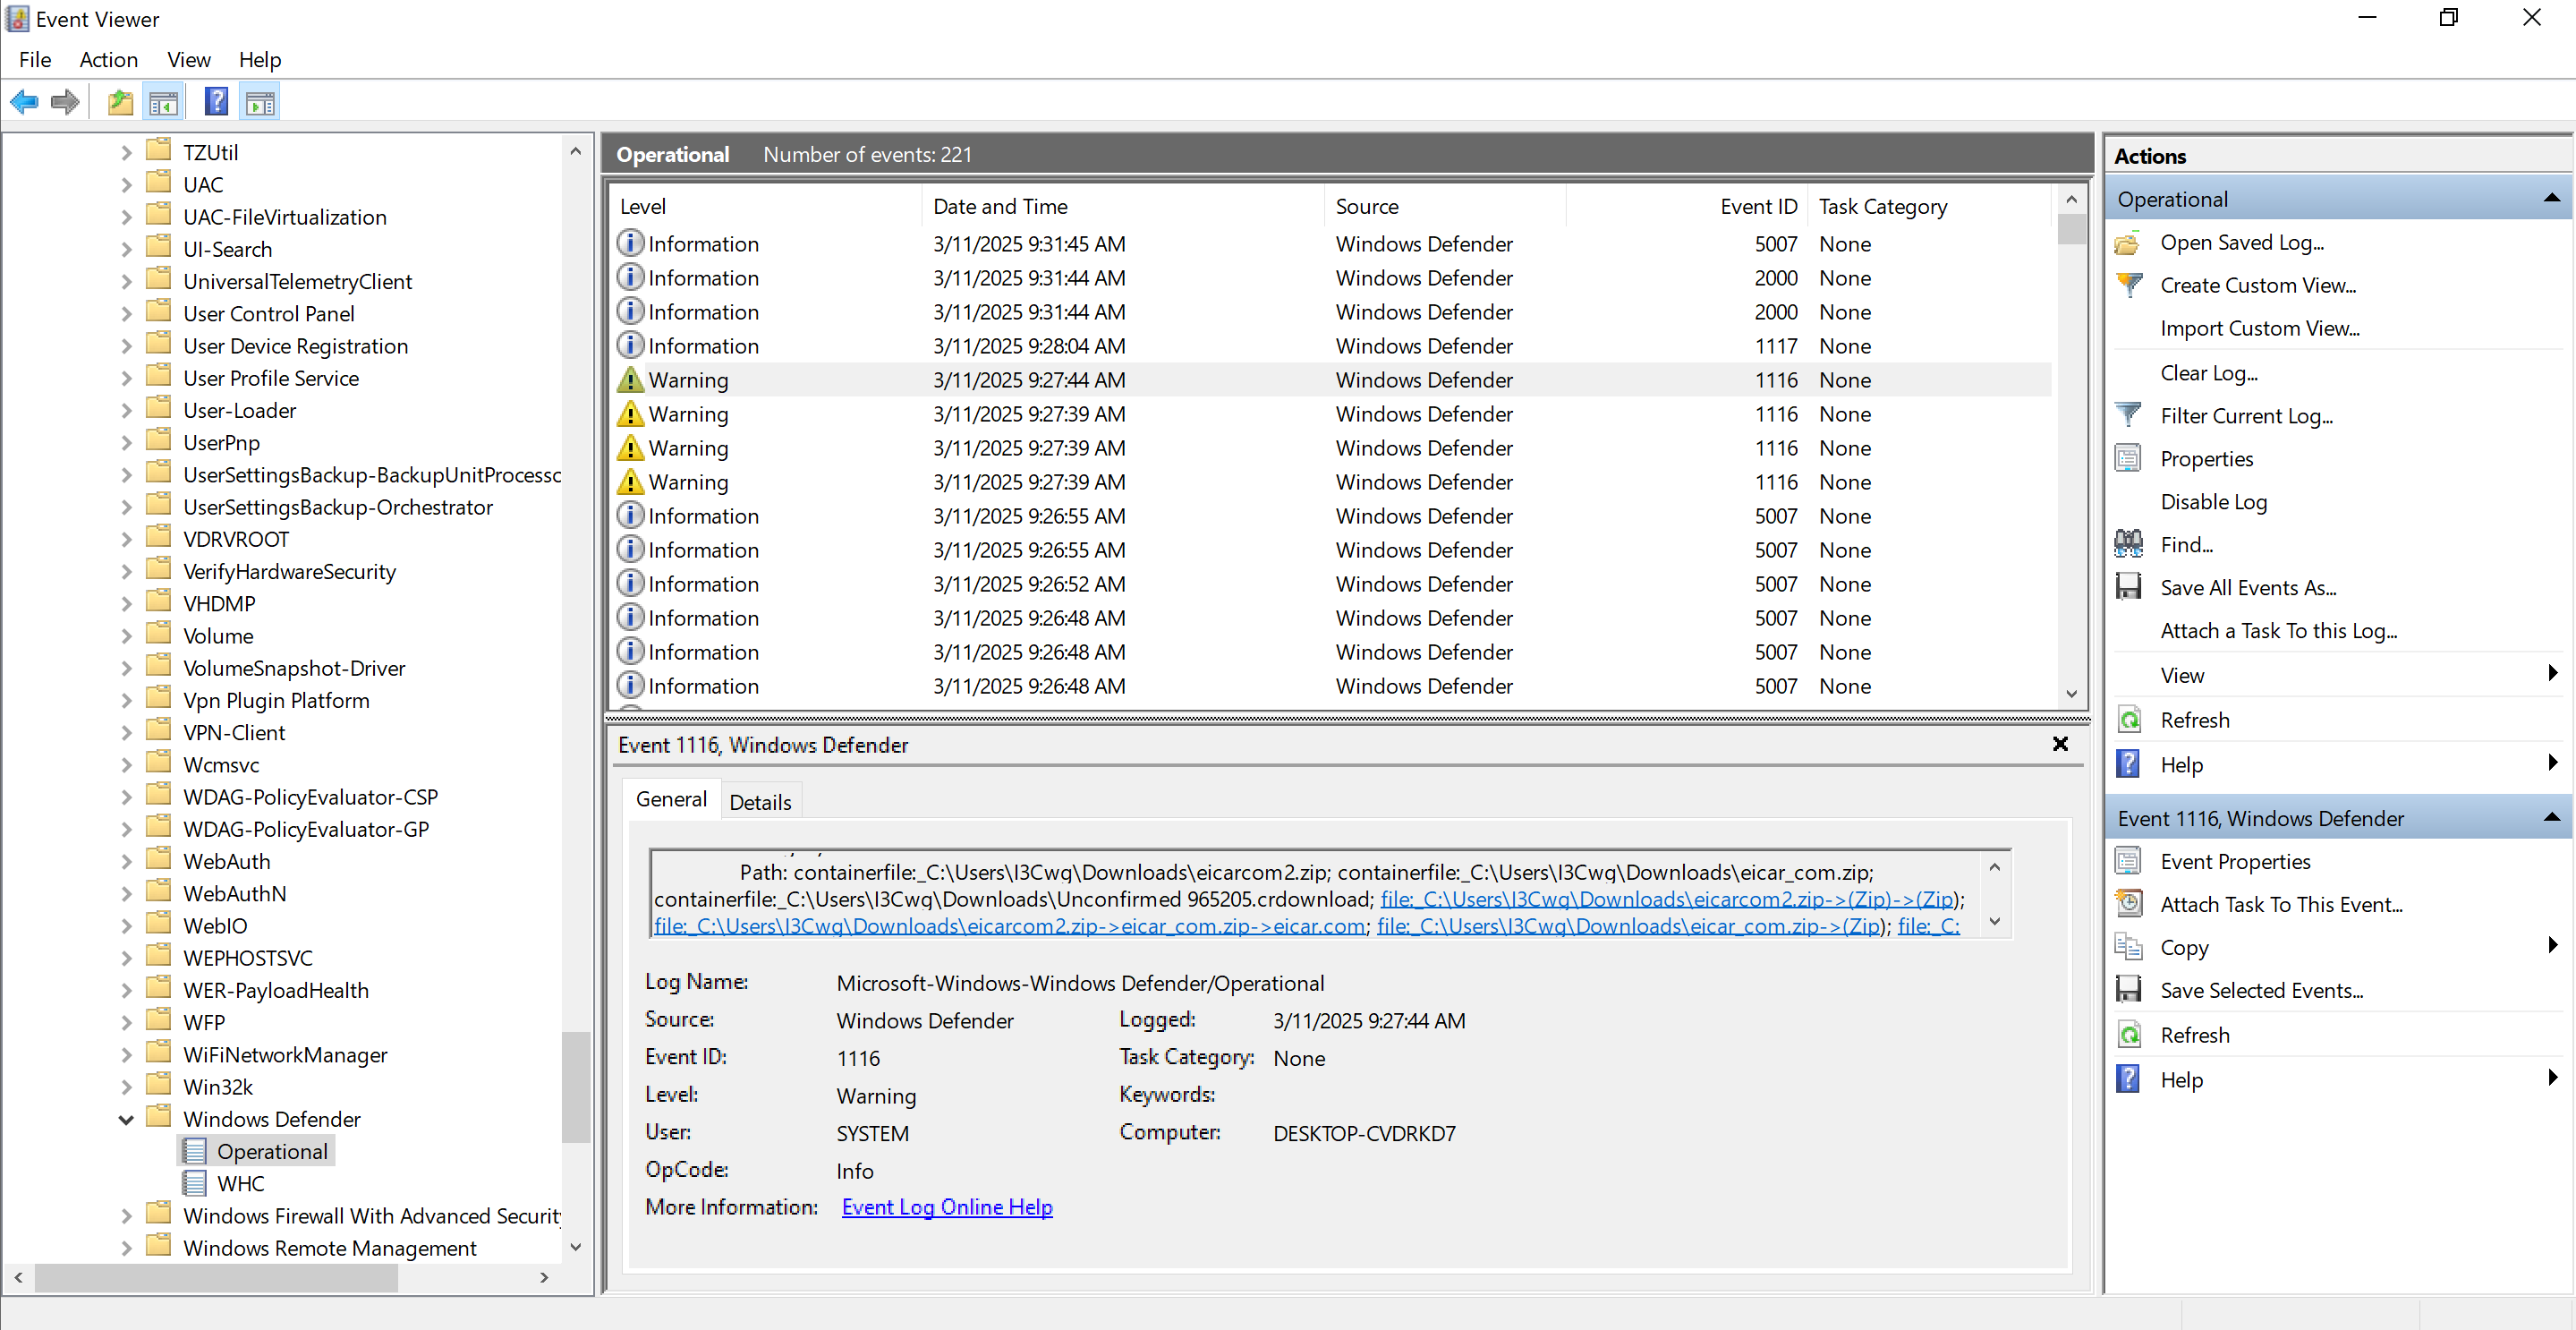 Event Viewer
File Action View Help
TZUtil
UAC
UAC-FileVirtualization
UI-Search
UniversalTelemetryClient
User Control Panel
User Device Registration
User Profile Service
User-Loader
UserPnp
UserSettingsBackup-BackupUnitProcessc
UserSettingsBackup-Orchestrator
VDRVROOT
VerifyHardwareSecurity
VHDMP
Volume
VolumeSnapshot-Driver
Vpn Plugin Platform
VPN-Client
Wcmsvc
WDAG-PolicyEvaluator-CSP
WDAG-PolicyEvaluator-GP
WebAuth
WebAuthN
WebIO
WEPHOSTSVC
WER-PayloadHealth
WFP
WiFiNetworkManager
Win32k
Windows Defender
Operational
WHC
Windows Firewall With Advanced Security
Windows Remote Management
Operational Number of events: 221
Level Date and Time Source Event ID Task Category
Information 3/11/2025 9:31:45 AM Windows Defender 5007 None
Information 3/11/2025 9:31:44 AM Windows Defender 2000 None
Information 3/11/2025 9:31:44 AM Windows Defender 2000 None
Information 3/11/2025 9:28:04 AM Windows Defender 1117 None
Warning 3/11/2025 9:27:44 AM Windows Defender 1116 None
Warning 3/11/2025 9:27:39 AM Windows Defender 1116 None
Warning 3/11/2025 9:27:39 AM Windows Defender 1116 None
Warning 3/11/2025 9:27:39 AM Windows Defender 1116 None
Information 3/11/2025 9:26:55 AM Windows Defender 5007 None
Information 3/11/2025 9:26:55 AM Windows Defender 5007 None
Information 3/11/2025 9:26:52 AM Windows Defender 5007 None
Information 3/11/2025 9:26:48 AM Windows Defender 5007 None
Information 3/11/2025 9:26:48 AM Windows Defender 5007 None
Information 3/11/2025 9:26:48 AM Windows Defender 5007 None
Event 1116, Windows Defender
General Details
Path: containerfile:_C:\Users\I3Cwg\Downloads\eicarcom2.zip; containerfile:_C:\Users\I3Cwg\Downloads\eicar_com.zip;
containerfile:_C:\Users\I3Cwg\Downloads\Unconfirmed 965205.crdownload; file:_C:\Users\I3Cwg\Downloads\eicarcom2.zip->(Zip)->(Zip);
file:_C:\Users\I3Cwg\Downloads\eicarcom2.zip->eicar_com.zip->eicar.com; file:_C:\Users\I3Cwg\Downloads\eicar_com.zip->(Zip); file:_C:
Log Name: Microsoft-Windows-Windows Defender/Operational
Source: Windows Defender Logged: 3/11/2025 9:27:44 AM
Event ID: 1116 Task Category: None
Level: Warning Keywords:
User: SYSTEM Computer: DESKTOP-CVDRKD7
OpCode: Info
More Information: Event Log Online Help
Actions
Operational
Open Saved Log...
Create Custom View...
Import Custom View...
Clear Log...
Filter Current Log...
Properties
Disable Log
Find...
Save All Events As...
Attach a Task To this Log...
View
Refresh
Help
Event 1116, Windows Defender
Event Properties
Attach Task To This Event...
Copy
Save Selected Events...
Refresh
Help